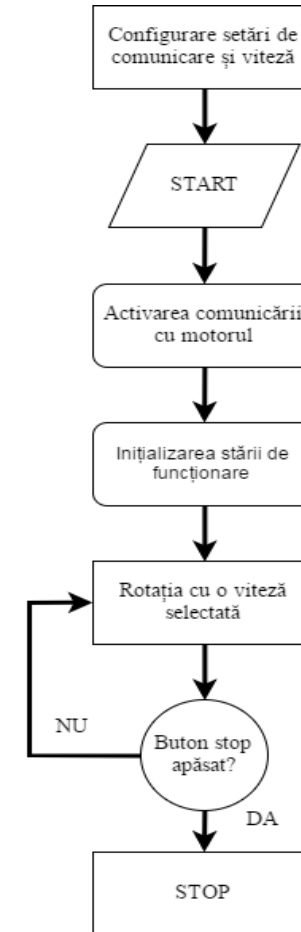 Configurare setări de
comunicare și viteză
START
Activarea comunicării
cu motorul
Inițializarea stării de
funcționare
Rotația cu o viteză
selectată
NU
Buton stop
apăsat?
DA
STOP